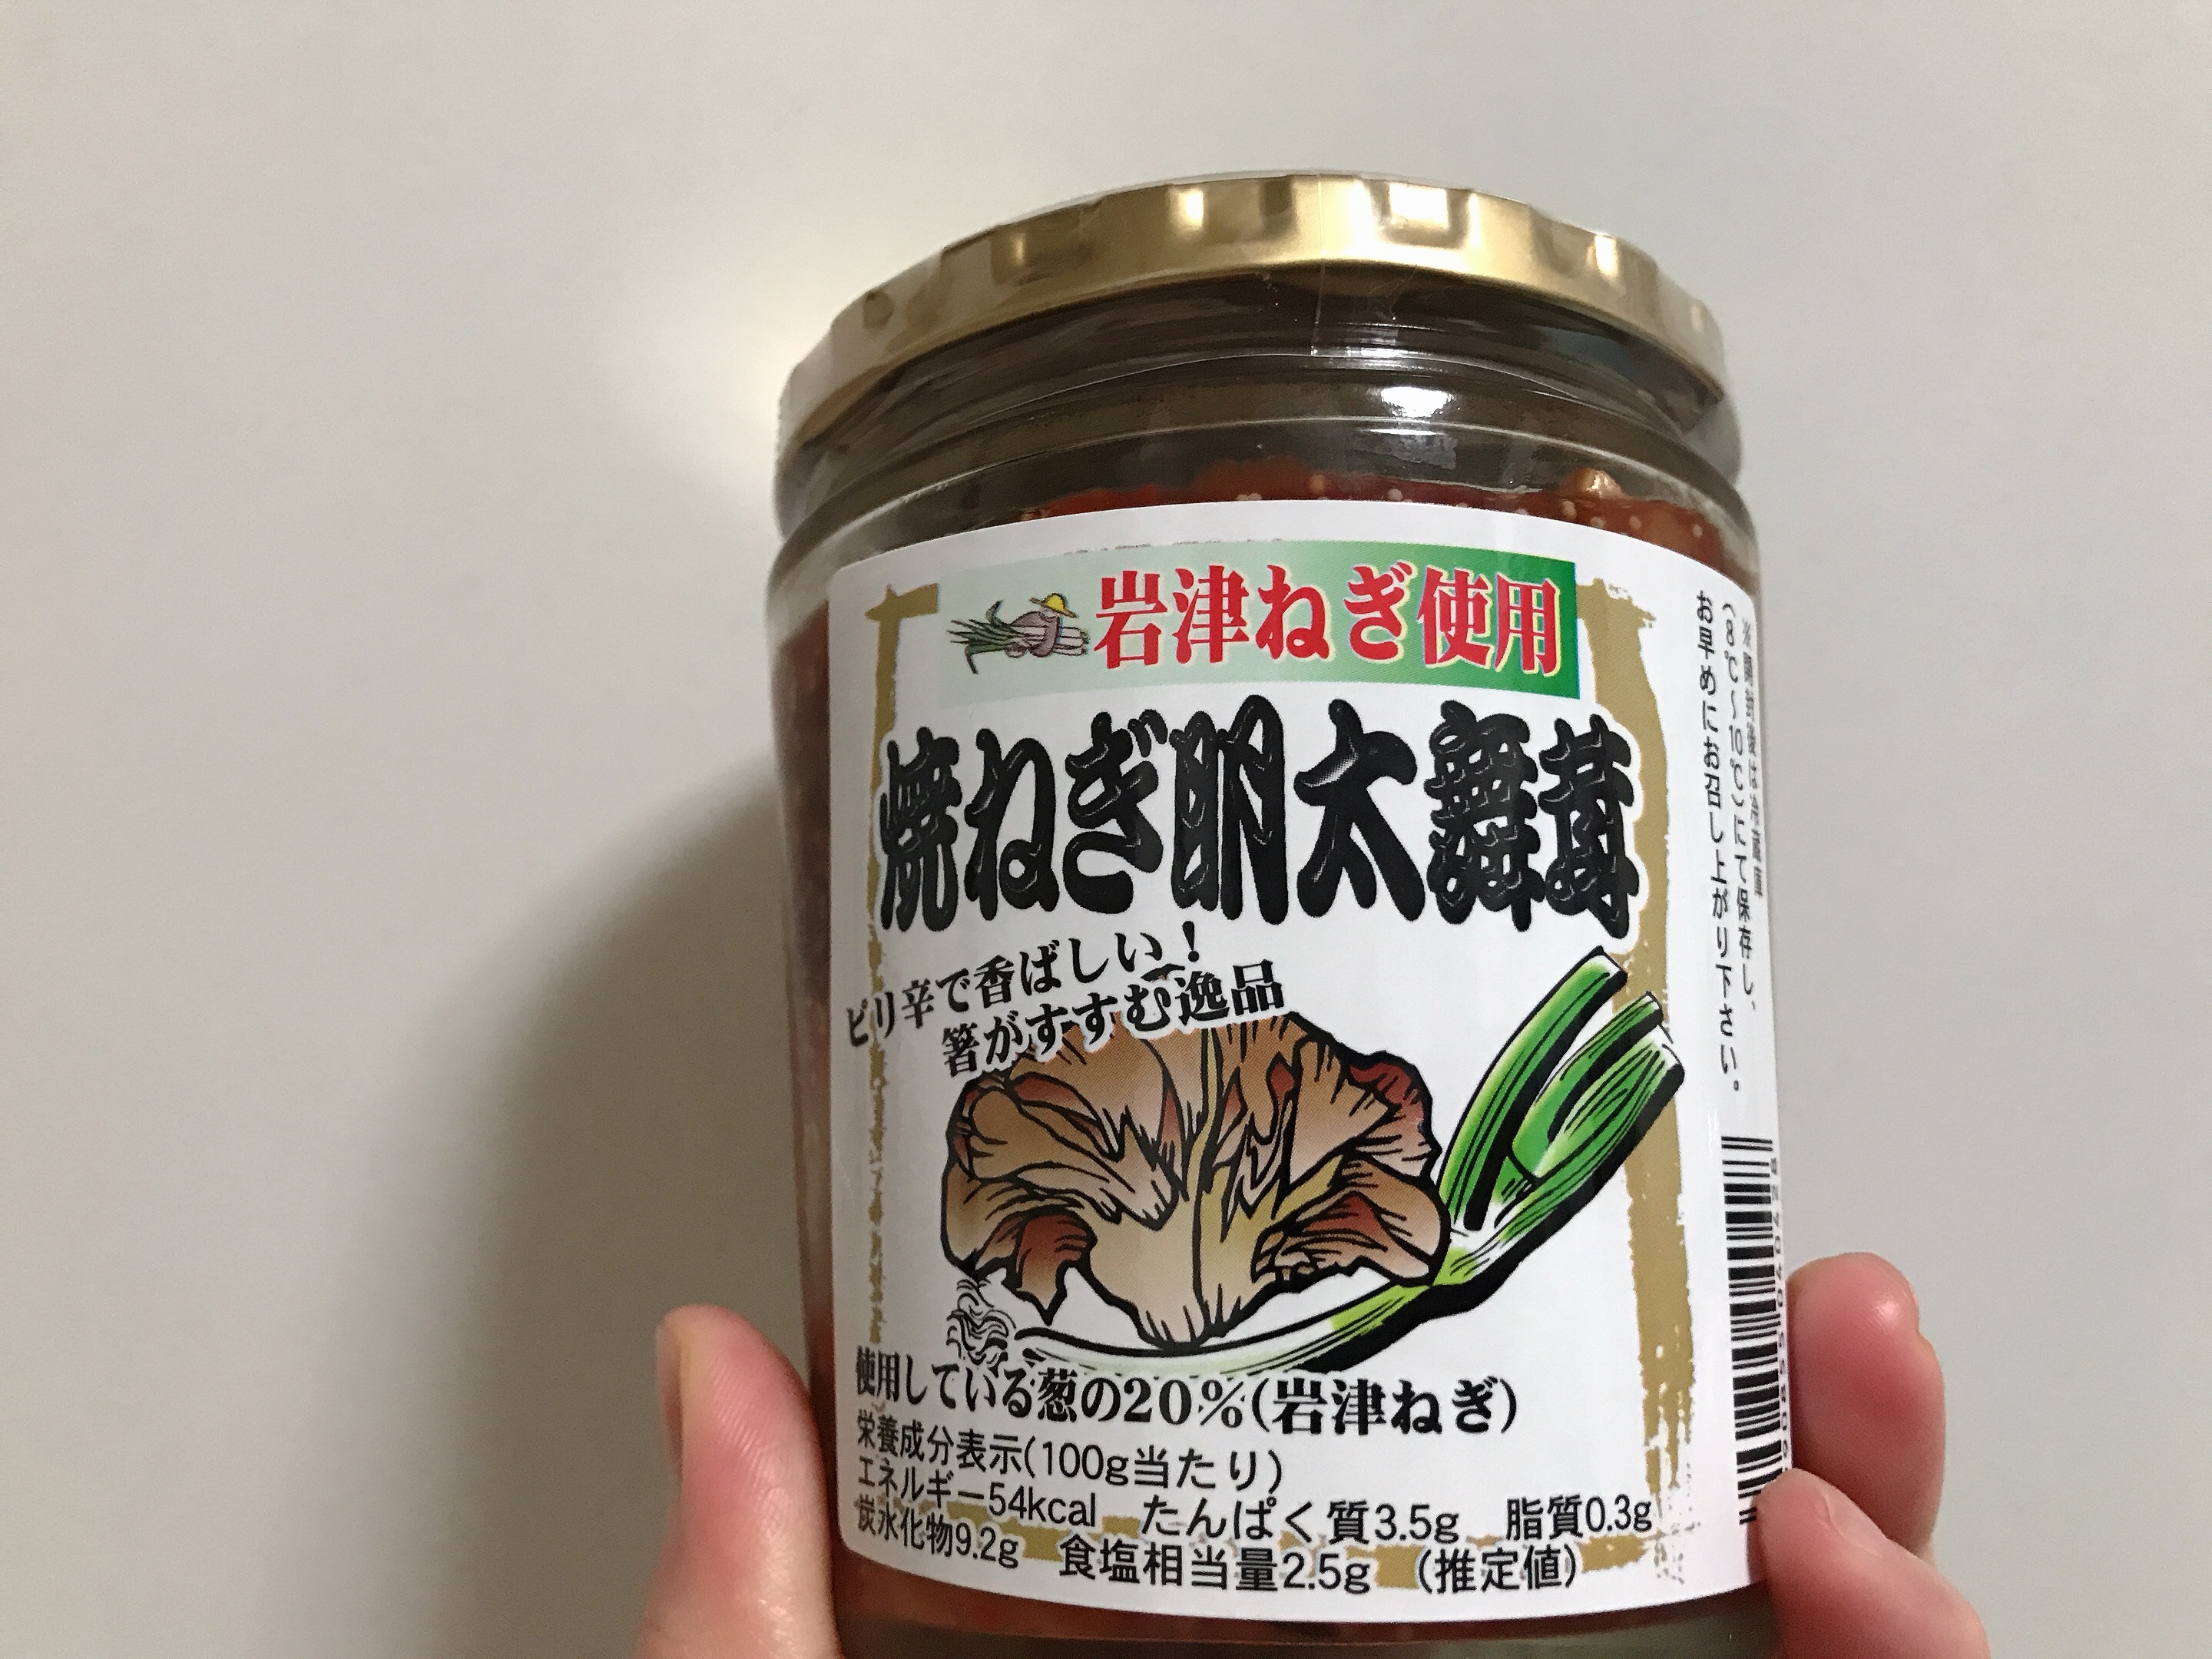 岩津ねぎ使用
焼ねぎ明太舞茸
ピリ辛で香ばしい!
箸がすすむ逸品
使用している葱の20%(岩津ねぎ)
栄養成分表示(100g当たり)
エネルギー54kcal たんぱく質3.5g 脂質0.3g
炭水化物9.2g 食塩相当量2.5g (推定値)
※開封後は冷蔵庫
(8℃〜10℃)にて保存し、
お早めにお召し上がり下さい。